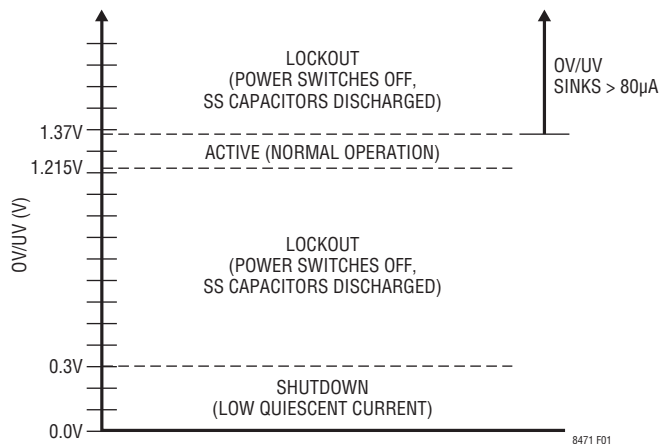 LOCKOUT
(POWER SWITCHES OFF,
SS CAPACITORS DISCHARGED)
OV/UV
SINKS > 80µA
1.37V
ACTIVE (NORMAL OPERATION)
1.215V
OV/UV (V)
LOCKOUT
(POWER SWITCHES OFF,
SS CAPACITORS DISCHARGED)
0.3V
SHUTDOWN
(LOW QUIESCENT CURRENT)
0.0V
8471 F01